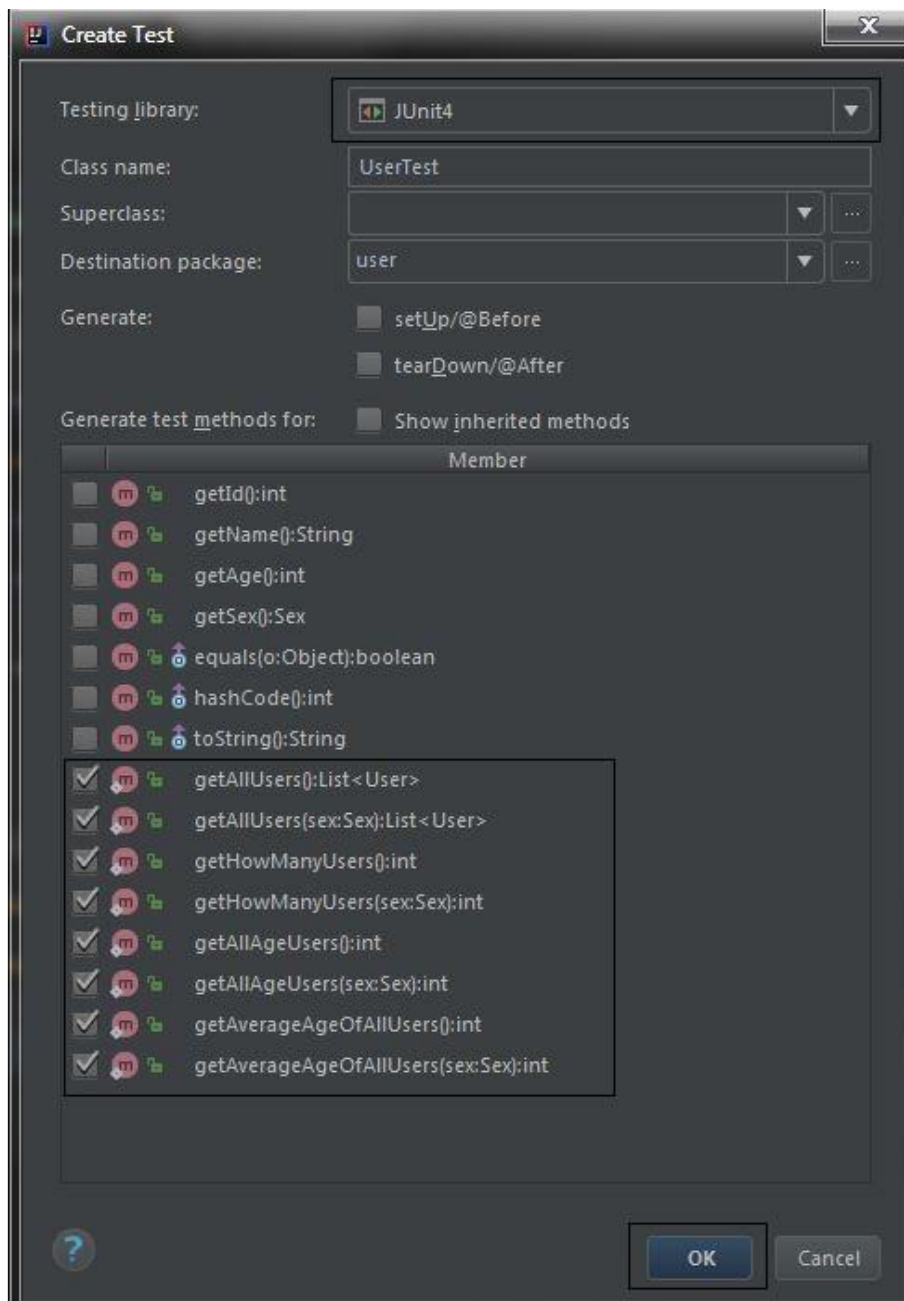 Create Test
Testing library: JUnit4
Class name: UserTest
Superclass: ...
Destination package: user ...
Generate: setUp/@Before
tearDown/@After
Generate test methods for: Show inherited methods
Member
m getId():int
m getName():String
m getAge():int
m getSex():Sex
m equals(o:Object):boolean
m hashCode():int
m toString():String
m getAllUsers():List<User>
m getAllUsers(sex:Sex):List<User>
m getHowManyUsers():int
m getHowManyUsers(sex:Sex):int
m getAllAgeUsers():int
m getAllAgeUsers(sex:Sex):int
m getAverageAgeOfAllUsers():int
m getAverageAgeOfAllUsers(sex:Sex):int
? OK Cancel